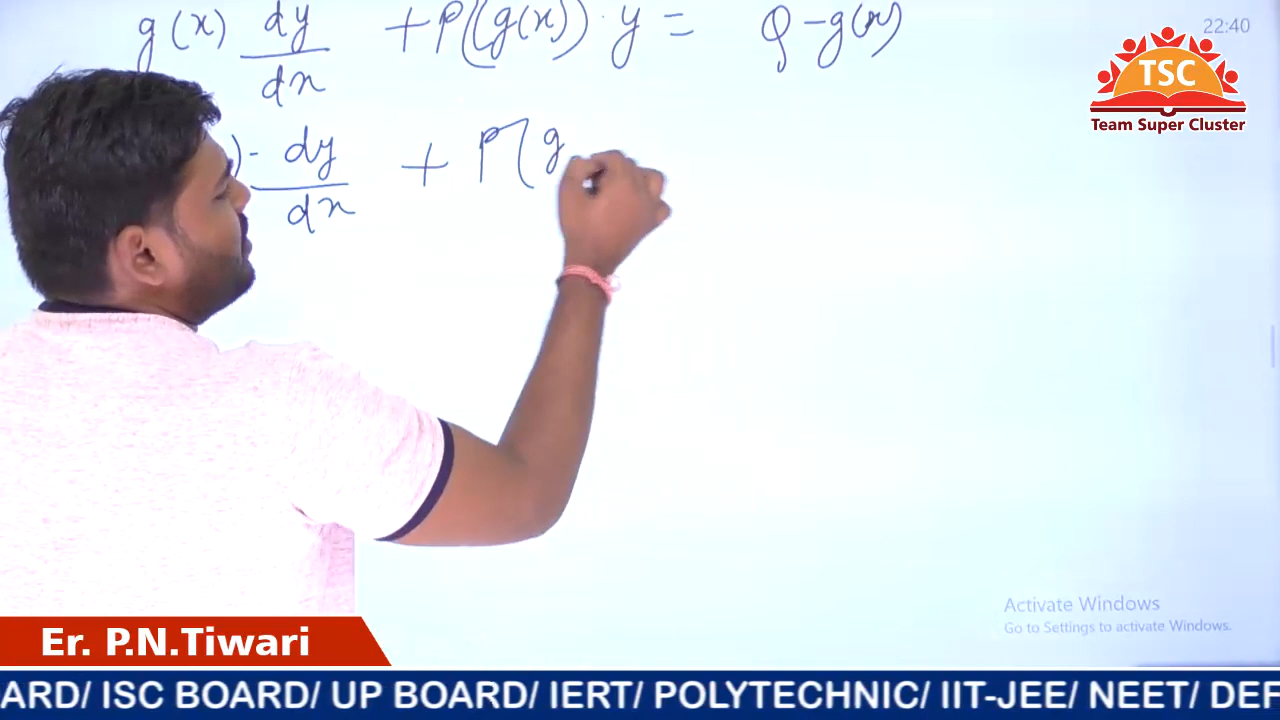 g(x) dy/dx + P(g(x)) · y = Q - g(x)
22:40
TSC
Team Super Cluster
) - dy/dx + P(g
Activate Windows
Go to Settings to activate Windows.
Er. P.N.Tiwari
ARD/ ISC BOARD/ UP BOARD/ IERT/ POLYTECHNIC/ IIT-JEE/ NEET/ DEF